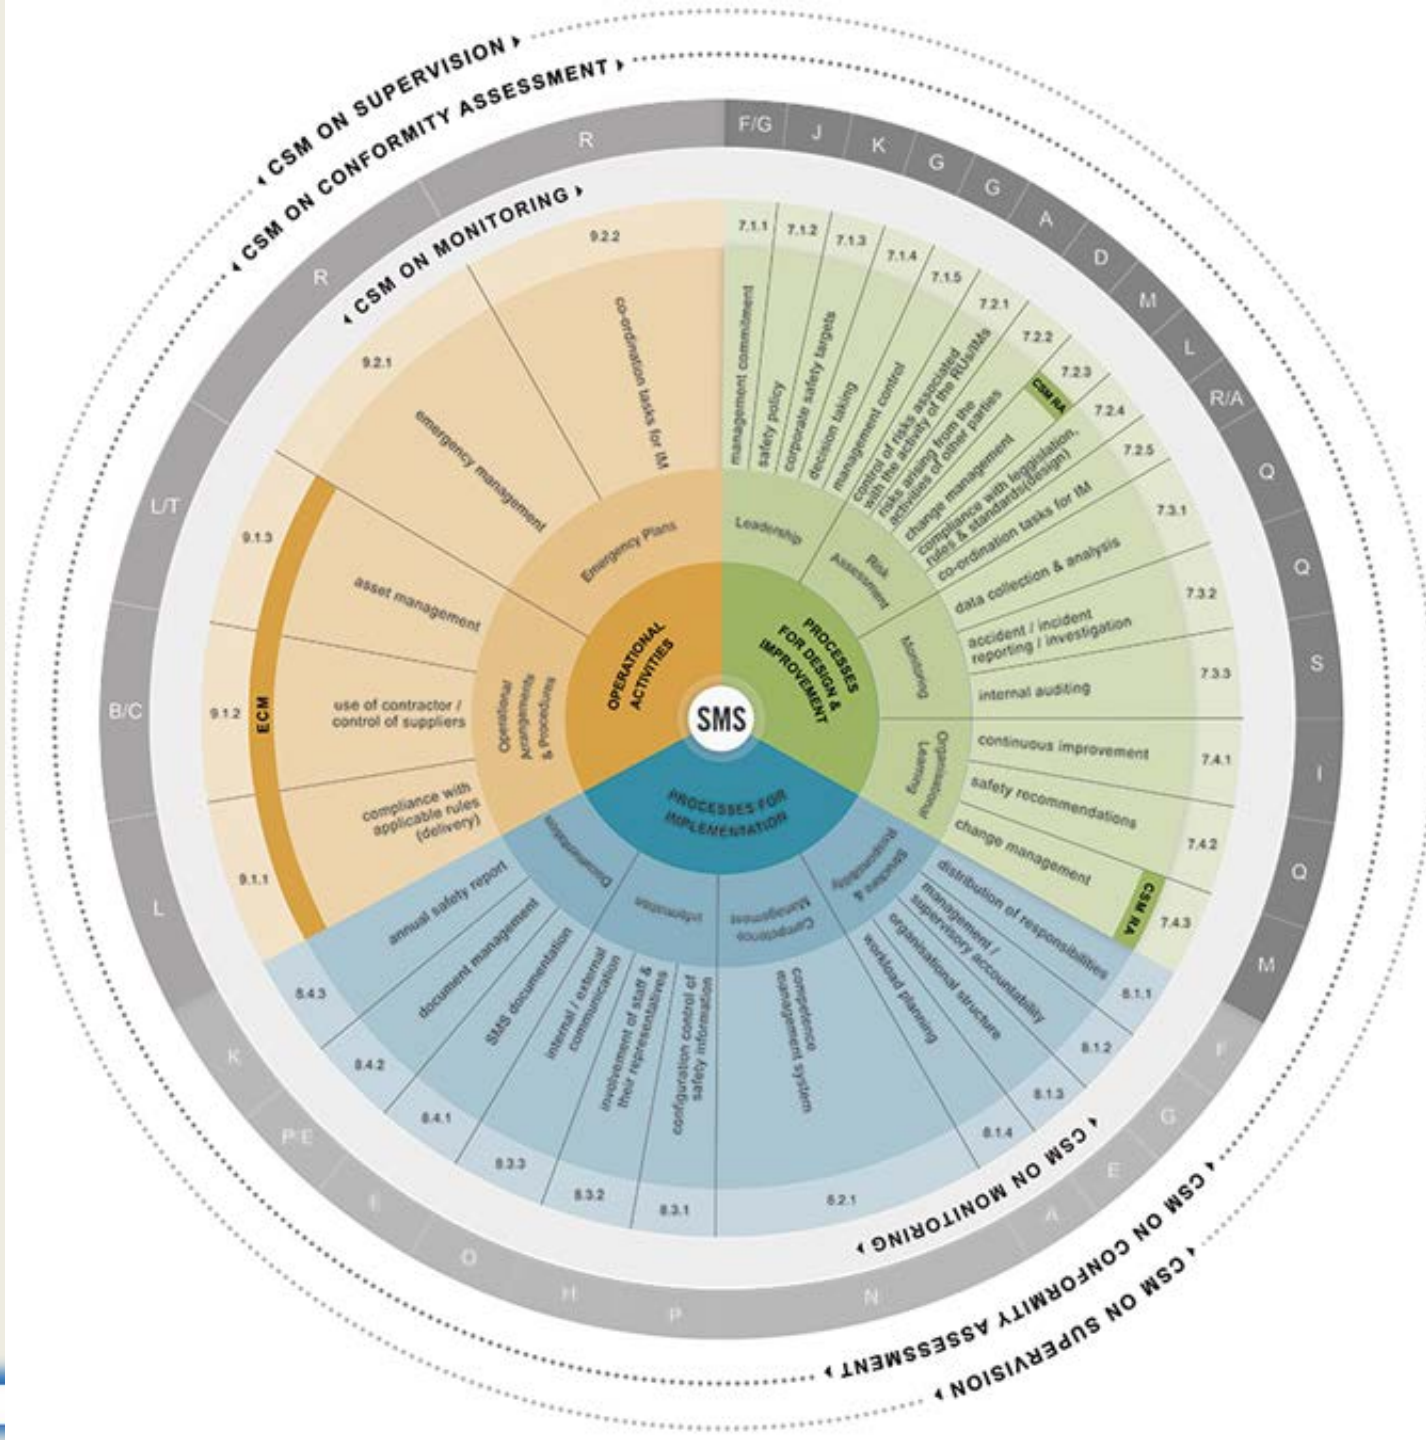 CSM ON SUPERVISION
CSM ON CONFORMITY ASSESSMENT
CSM ON MONITORING
SMS
PROCESSES
FOR DESIGN &
IMPROVEMENT
Leadership
F/G
7.1.1
management commitment
J
7.1.2
safety policy
K
7.1.3
corporate safety targets
G
7.1.4
decision taking
G
7.1.5
management control
Risk
Assessment
A
7.2.1
control of risks associated
with the activity of the RUs/IMs
D
7.2.2
risks arising from the
activities of other parties
M
7.2.3
CSM RA
change management
L
7.2.4
compliance with leggislation,
rules & standards(design)
R/A
7.2.5
co-ordination tasks for IM
Monitoring
Q
7.3.1
data collection & analysis
Q
7.3.2
accident / incident
reporting / investigation
S
7.3.3
internal auditing
Organisational
Learning
I
7.4.1
continuous improvement
Q
7.4.2
safety recommendations
M
7.4.3
CSM RA
change management
PROCESSES FOR
IMPLEMENTATION
Structure &
Responsibility
F
8.1.1
distribution of responsibilities
G
8.1.2
management /
supervisory accountability
E
8.1.3
organisational structure
A
8.1.4
workload planning
Competence
Management
N
8.2.1
competence
management system
Information
P
8.3.1
configuration control of
safety information
H
8.3.2
involvement of staff &
their representatives
O
8.3.3
internal / external
communication
Documentation
E
8.4.1
SMS documentation
P/E
8.4.2
document management
K
8.4.3
annual safety report
OPERATIONAL
ACTIVITIES
Operational
Arrangements
& Procedures
ECM
L
9.1.1
compliance with
applicable rules
(delivery)
B/C
9.1.2
use of contractor /
control of suppliers
L/T
9.1.3
asset management
Emergency Plans
R
9.2.1
emergency management
R
9.2.2
co-ordination tasks for IM
CSM ON MONITORING
CSM ON CONFORMITY ASSESSMENT
CSM ON SUPERVISION